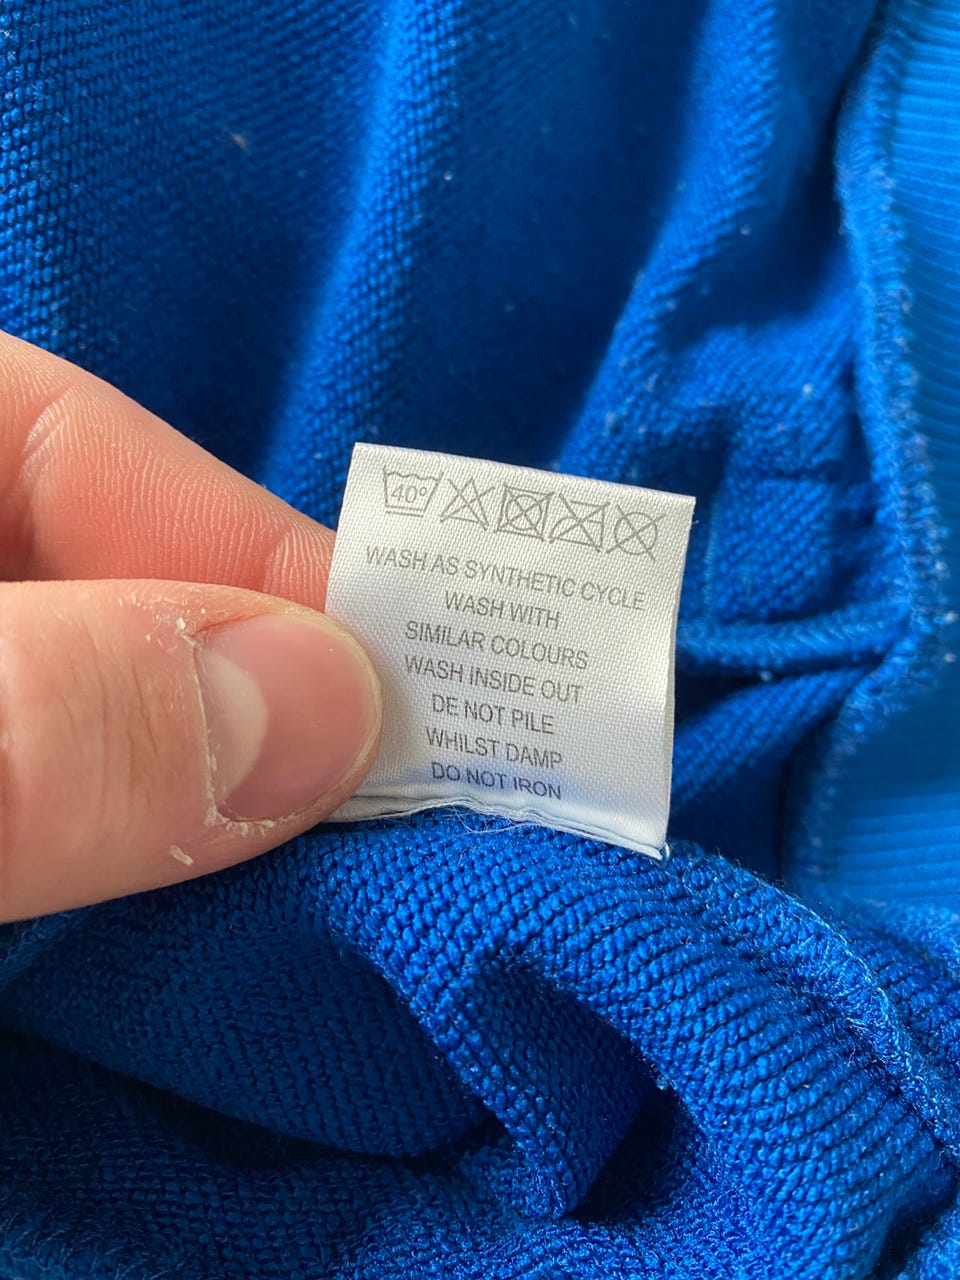 40°
WASH AS SYNTHETIC CYCLE
WASH WITH
SIMILAR COLOURS
WASH INSIDE OUT
DE NOT PILE
WHILST DAMP
DO NOT IRON